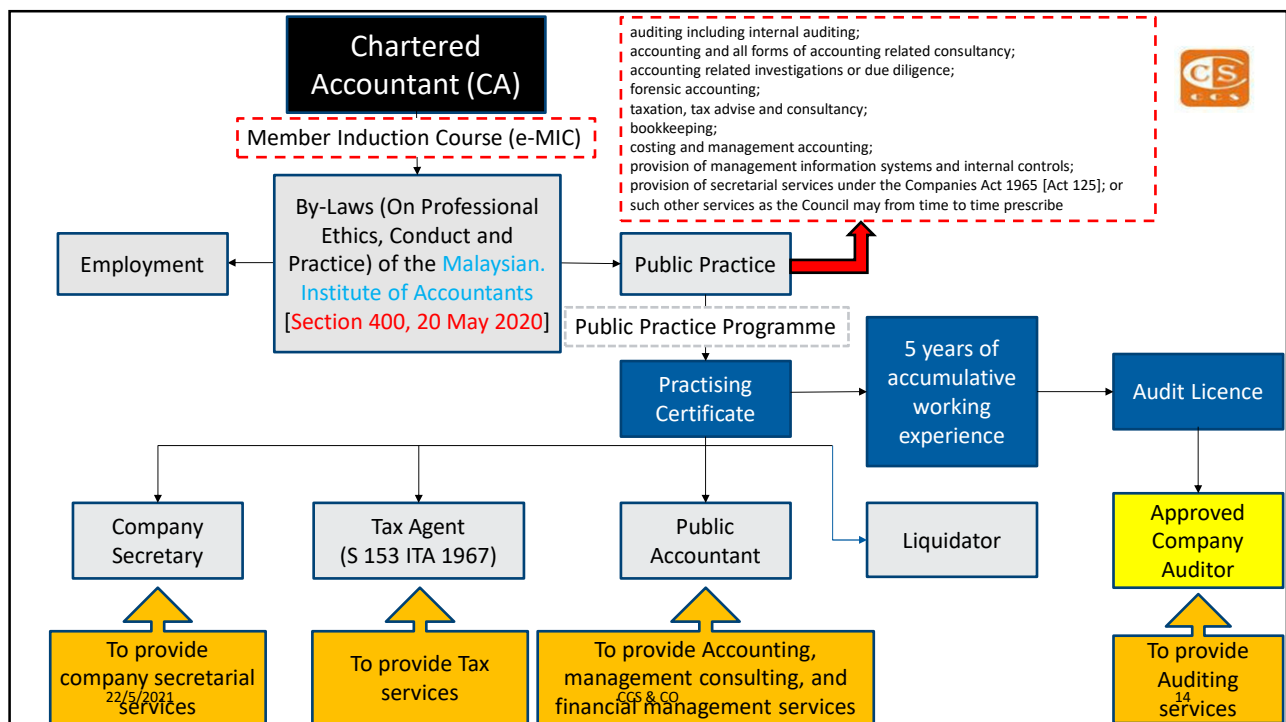 Chartered
Accountant (CA)
auditing including internal auditing;
accounting and all forms of accounting related consultancy;
accounting related investigations or due diligence;
forensic accounting;
taxation, tax advise and consultancy;
bookkeeping;
costing and management accounting;
provision of management information systems and internal controls;
provision of secretarial services under the Companies Act 1965 [Act 125]; or
such other services as the Council may from time to time prescribe
CS
CCS
Member Induction Course (e-MIC)
Employment
By-Laws (On Professional
Ethics, Conduct and
Practice) of the Malaysian.
Institute of Accountants
[Section 400, 20 May 2020]
Public Practice
Public Practice Programme
Practising
Certificate
5 years of
accumulative
working
experience
Audit Licence
Company
Secretary
Tax Agent
(S 153 ITA 1967)
Public
Accountant
Liquidator
Approved
Company
Auditor
To provide
company secretarial
services
To provide Tax
services
To provide Accounting,
management consulting, and
financial management services
To provide
Auditing
services
22/5/2021
CCS & CO
14